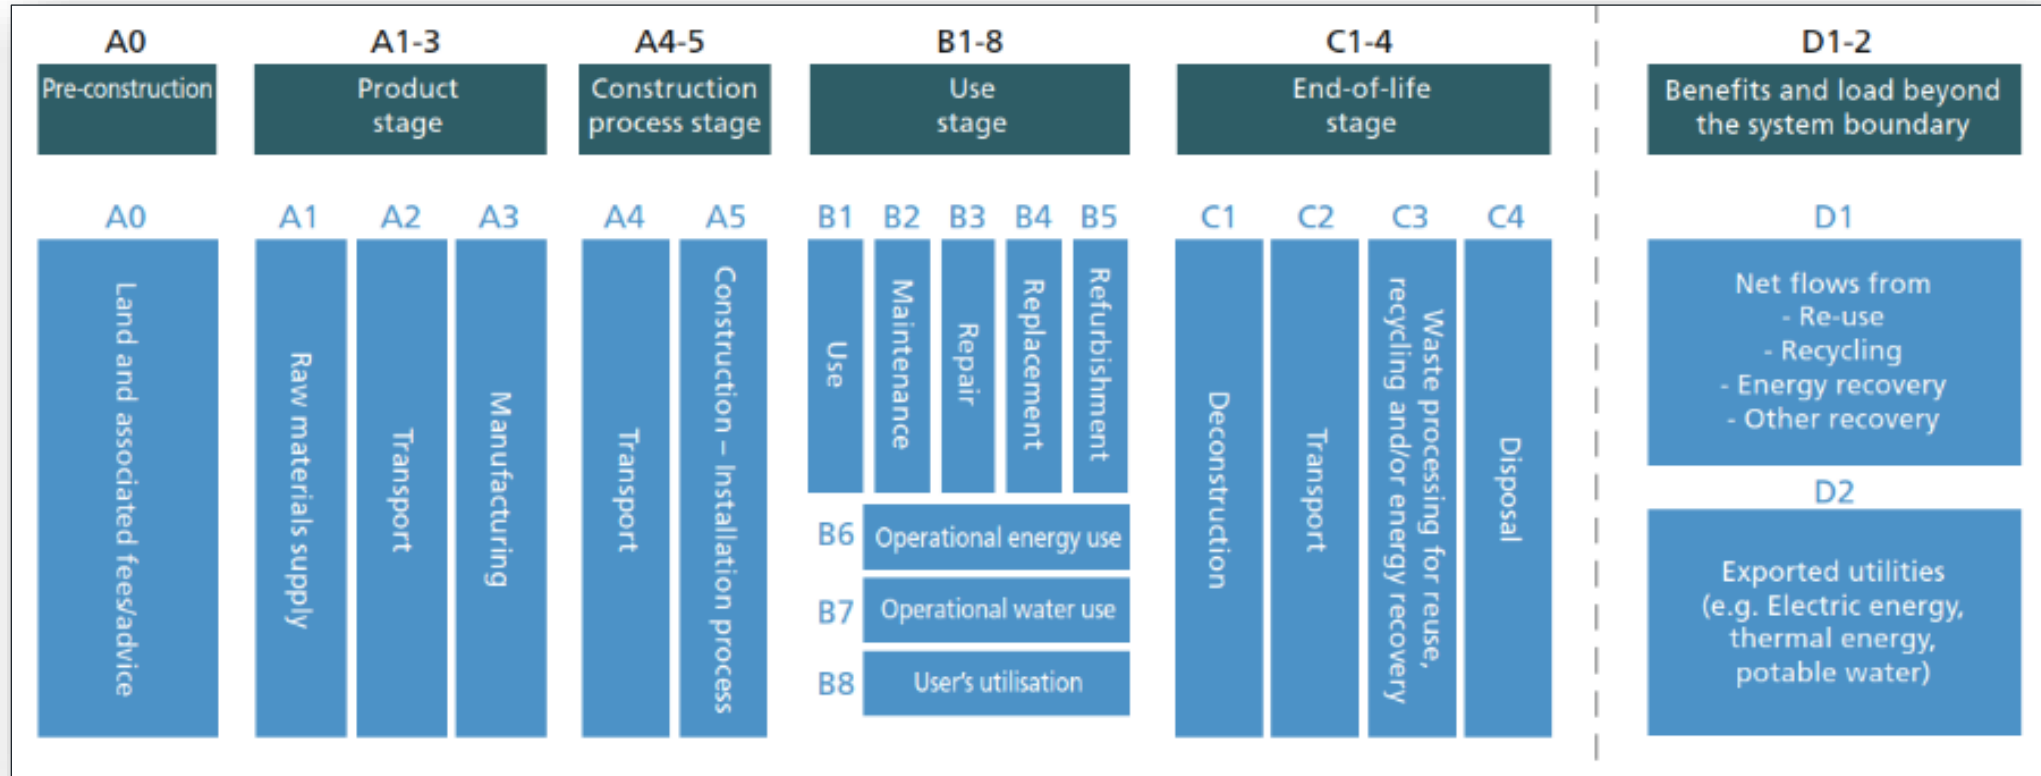 A0
A1-3
A4-5
B1-8
C1-4
D1-2
Pre-construction
Product
stage
Construction
process stage
Use
stage
End-of-life
stage
Benefits and load beyond
the system boundary
A0
A1
A2
A3
A4
A5
B1
B2
B3
B4
B5
C1
C2
C3
C4
D1
Land and associated fees/advice
Raw materials supply
Transport
Manufacturing
Transport
Construction – Installation process
Use
Maintenance
Repair
Replacement
Refurbishment
B6
Operational energy use
B7
Operational water use
B8
User's utilisation
Deconstruction
Transport
Waste processing for reuse,
recycling and/or energy recovery
Disposal
Net flows from
- Re-use
- Recycling
- Energy recovery
- Other recovery
D2
Exported utilities
(e.g. Electric energy,
thermal energy,
potable water)